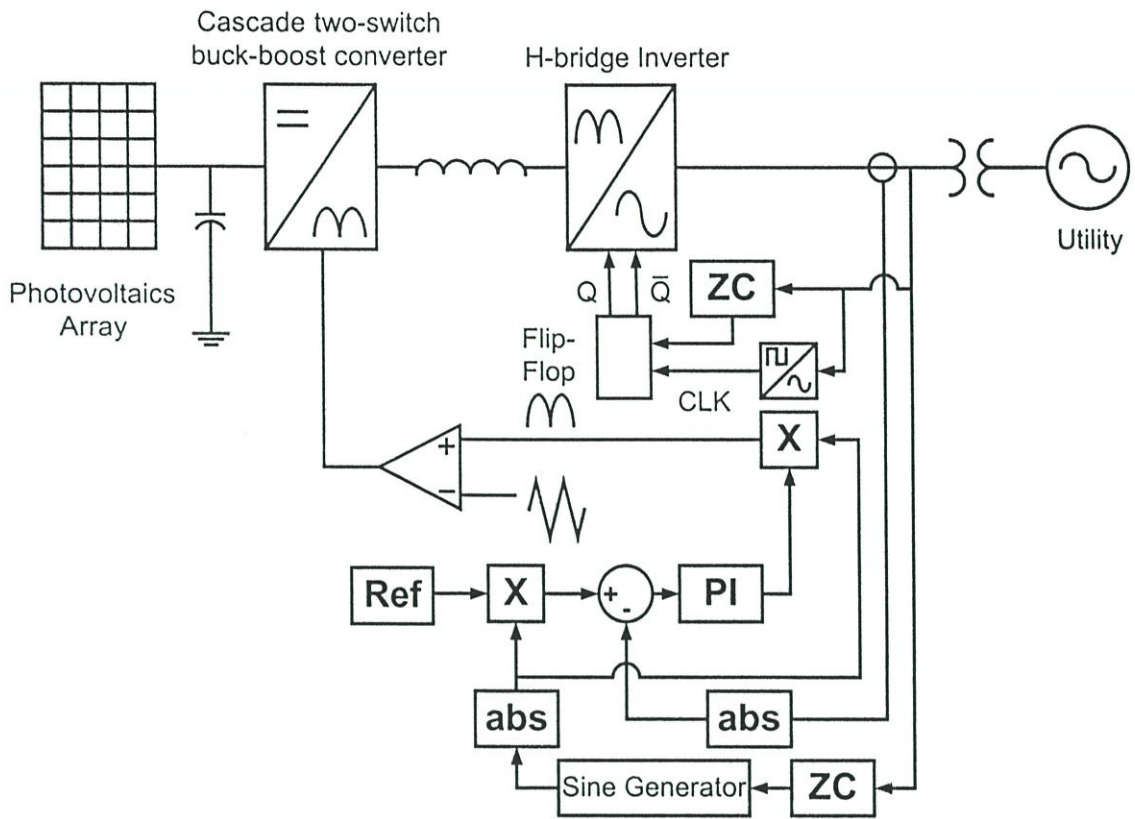 Cascade two-switch
buck-boost converter
H-bridge Inverter
Photovoltaics
Array
Utility
Q
Q̅
ZC
Flip-
Flop
CLK
X
+
−
Ref
X
+
-
PI
abs
abs
Sine Generator
ZC